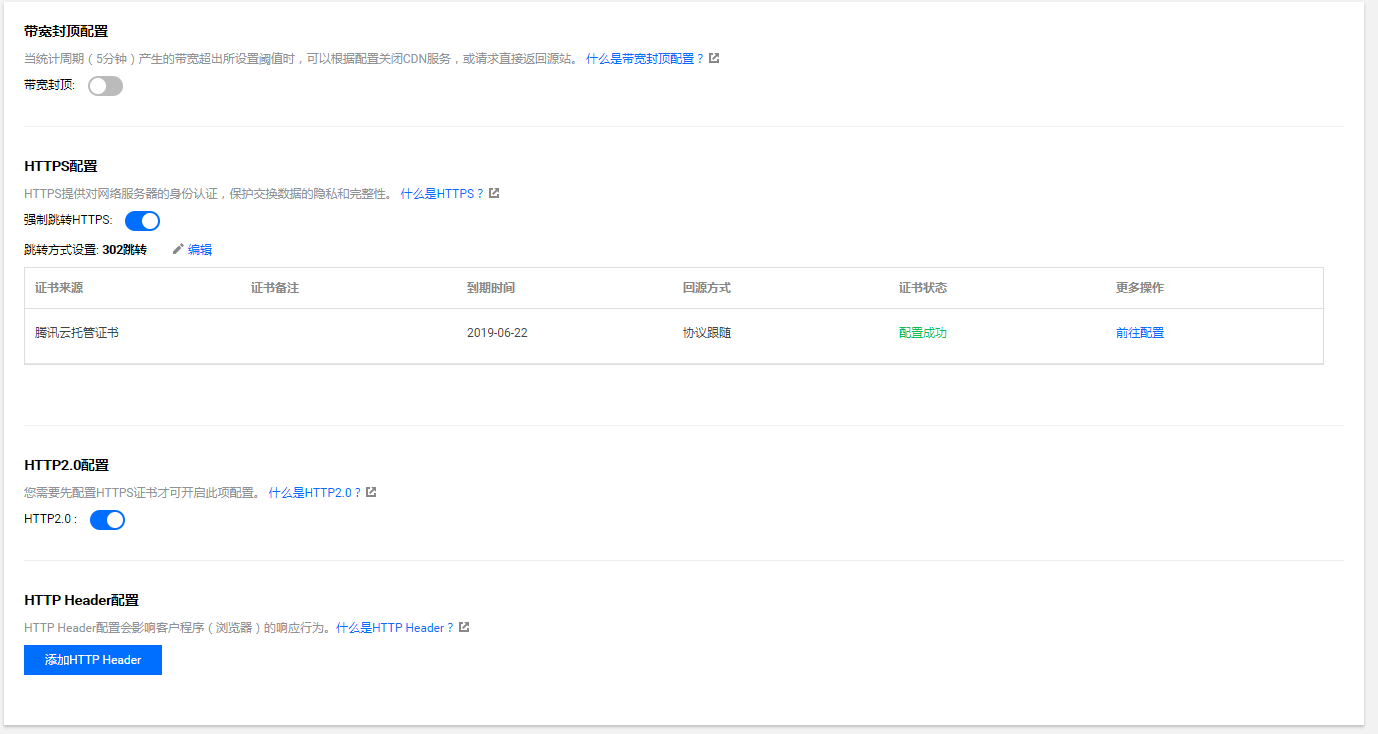 带宽封顶配置
当统计周期（5分钟）产生的带宽超出所设置阈值时，可以根据配置关闭CDN服务，或请求直接返回源站。 什么是带宽封顶配置？
带宽封顶:
HTTPS配置
HTTPS提供对网络服务器的身份认证，保护交换数据的隐私和完整性。 什么是HTTPS？
强制跳转HTTPS:
跳转方式设置: 302跳转 编辑
证书来源 证书备注 到期时间 回源方式 证书状态 更多操作
腾讯云托管证书 2019-06-22 协议跟随 配置成功 前往配置
HTTP2.0配置
您需要先配置HTTPS证书才可开启此项配置。 什么是HTTP2.0？
HTTP2.0 :
HTTP Header配置
HTTP Header配置会影响客户程序（浏览器）的响应行为。什么是HTTP Header？
添加HTTP Header